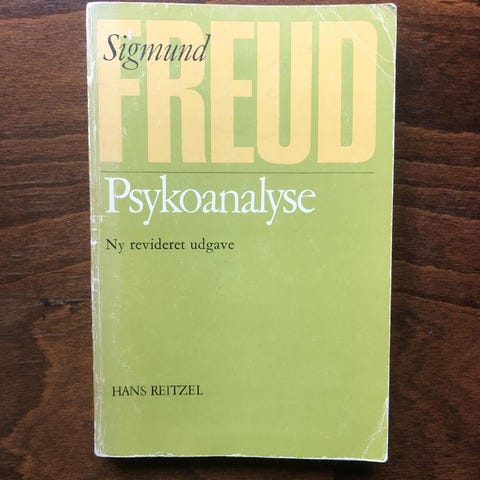 Sigmund
FREUD
Psykoanalyse
Ny revideret udgave
HANS REITZEL